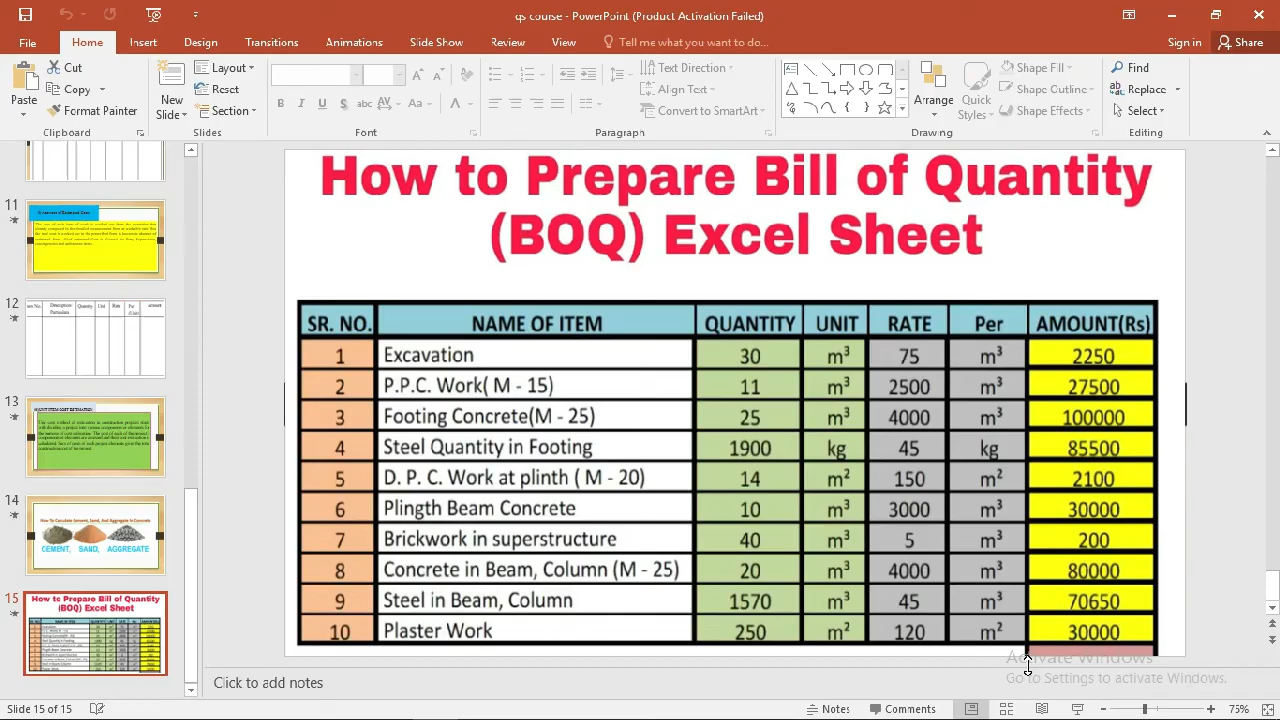 qs course - PowerPoint (Product Activation Failed)
File Home Insert Design Transitions Animations Slide Show Review View Tell me what you want to do... Sign in Share
Paste Cut Copy Format Painter
Clipboard
New Slide Layout Reset Section
Slides
B I U S abc AV Aa A
Font
Text Direction Align Text Convert to SmartArt
Paragraph
Arrange Quick Styles Shape Fill Shape Outline Shape Effects
Drawing
Find Replace Select
Editing
11
12
Description Quantity Unit Rate Per amount
13
14
How To Calculate Cement, Sand, And Aggregate In Concrete
CEMENT, SAND, AGGREGATE
15
How to Prepare Bill of Quantity
(BOQ) Excel Sheet
How to Prepare Bill of Quantity
(BOQ) Excel Sheet
SR. NO. NAME OF ITEM QUANTITY UNIT RATE Per AMOUNT(Rs)
1 Excavation 30 m³ 75 m³ 2250
2 P.P.C. Work( M - 15) 11 m³ 2500 m³ 27500
3 Footing Concrete(M - 25) 25 m³ 4000 m³ 100000
4 Steel Quantity in Footing 1900 kg 45 kg 85500
5 D. P. C. Work at plinth ( M - 20) 14 m² 150 m² 2100
6 Plingth Beam Concrete 10 m³ 3000 m³ 30000
7 Brickwork in superstructure 40 m³ 5 m³ 200
8 Concrete in Beam, Column (M - 25) 20 m³ 4000 m³ 80000
9 Steel in Beam, Column 1570 m³ 45 m³ 70650
10 Plaster Work 250 m² 120 m² 30000
Activate Windows
Go to Settings to activate Windows.
Click to add notes
Slide 15 of 15 Notes Comments 75%